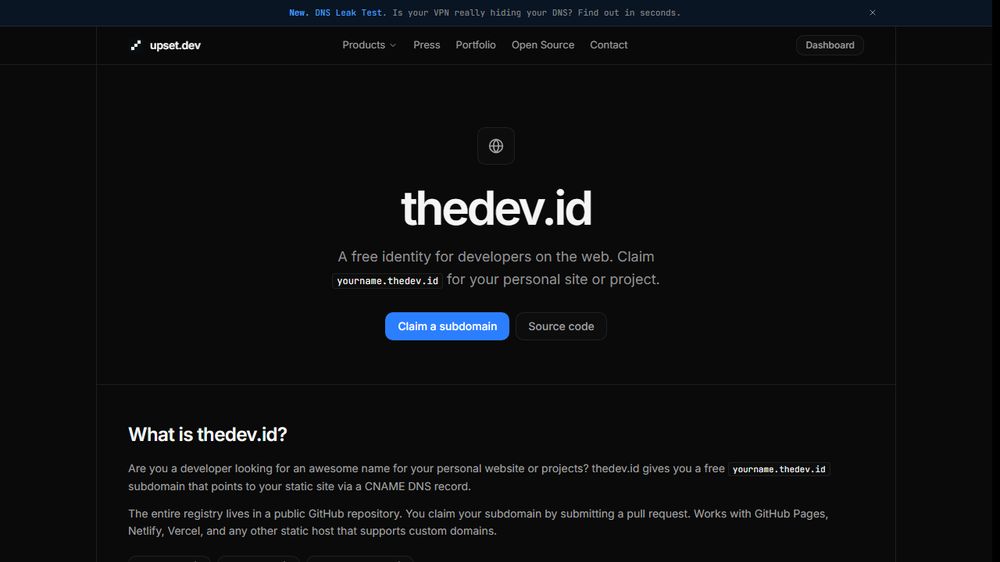 New. DNS Leak Test. Is your VPN really hiding your DNS? Find out in seconds.
upset.dev
Products
Press
Portfolio
Open Source
Contact
Dashboard
thedev.id
A free identity for developers on the web. Claim
yourname.thedev.id for your personal site or project.
Claim a subdomain
Source code
What is thedev.id?
Are you a developer looking for an awesome name for your personal website or projects? thedev.id gives you a free yourname.thedev.id
subdomain that points to your static site via a CNAME DNS record.
The entire registry lives in a public GitHub repository. You claim your subdomain by submitting a pull request. Works with GitHub Pages,
Netlify, Vercel, and any other static host that supports custom domains.